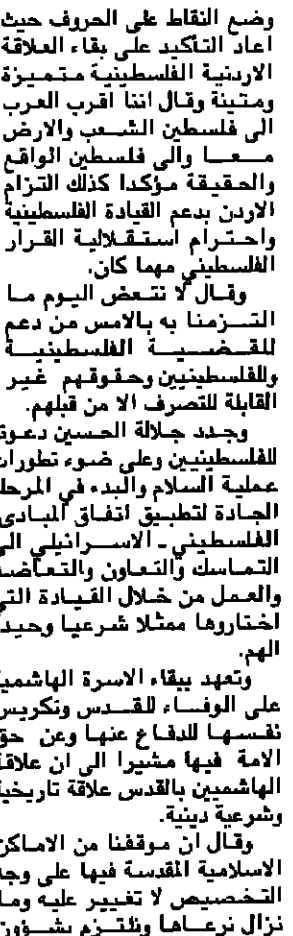 وضع النقاط على الحروف حيث
اعاد التاكيد على بقاء العلاقة
الاردنية الفلسطينية متميزة
ومتينة وقال اننا اقرب العرب
الى فلسطين الشعب والارض
معا والى فلسطين الواقع
والحقيقة مؤكدا كذلك التزام
الاردن بدعم القيادة الفلسطينية
واحترام استقلالية القرار
الفلسطيني مهما كان.
وقال لا ننتعض اليوم ما
التزمنا به بالامس من دعم
للقضية الفلسطينية
وللفلسطينيين وحقوقهم غير
القابلة للتصرف الا من قبلهم.
وجدد جلالة الحسين دعوته
للفلسطينيين وعلى ضوء تطورات
عملية السلام والبدء في المرحلة
الجادة لتطبيق اتفاق المبادى
الفلسطيني ـ الاسرائيلي الى
التماسك والتعاون والتعاضد
والعمل من خلال القيادة التي
اختاروها ممثلا شرعيا وحيدا
الهم.
وتعهد ببقاء الاسرة الهاشمية
على الوفاء للقدس وتكريس
نفسها للدفاع عنها وعن حق
الامة فيها مشيرا الى ان علاقة
الهاشميين بالقدس علاقة تاريخية
وشرعية دينية.
وقال ان موقفنا من الاماكن
الاسلامية المقدسة فيها على وجه
التخصيص لا تغيير عليه وما
نزال نرعاها ونلتزم بشؤون